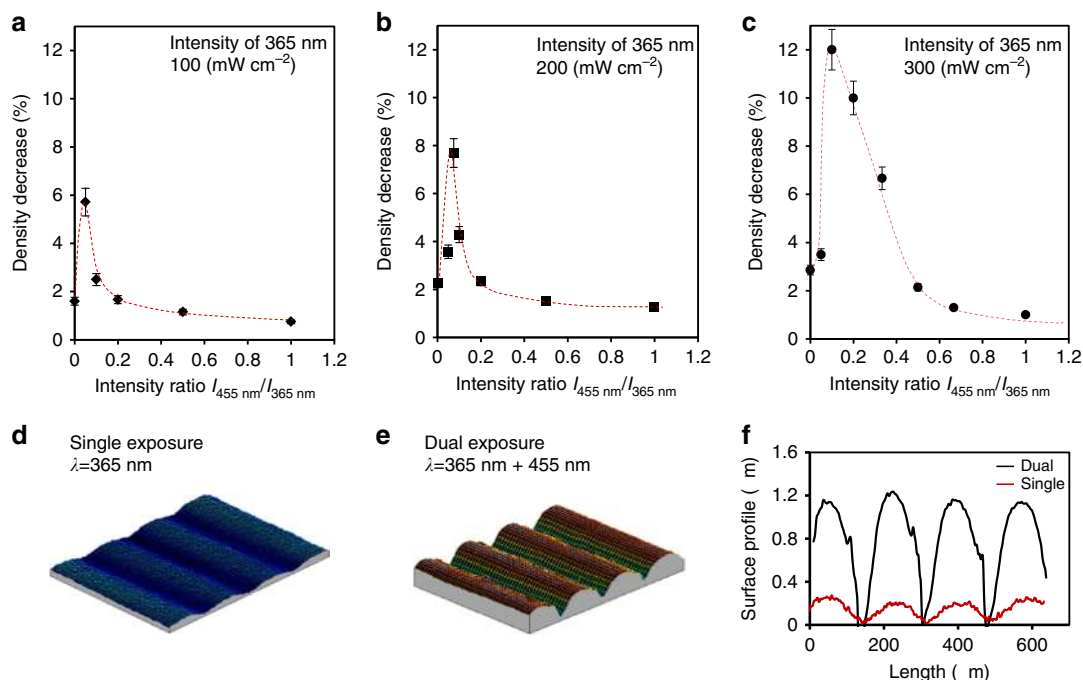 a
Intensity of 365 nm
100 (mW cm⁻²)
Density decrease (%)
12
10
8
6
4
2
0
0 0.2 0.4 0.6 0.8 1 1.2
Intensity ratio I455 nm/I365 nm
b
Intensity of 365 nm
200 (mW cm⁻²)
Density decrease (%)
12
10
8
6
4
2
0
0 0.2 0.4 0.6 0.8 1 1.2
Intensity ratio I455 nm/I365 nm
c
Intensity of 365 nm
300 (mW cm⁻²)
Density decrease (%)
12
10
8
6
4
2
0
0 0.2 0.4 0.6 0.8 1 1.2
Intensity ratio I455 nm/I365 nm
d
Single exposure
λ=365 nm
e
Dual exposure
λ=365 nm + 455 nm
f
Surface profile ( m)
1.6
1.2
0.8
0.4
0
Dual
Single
0 200 400 600
Length ( m)